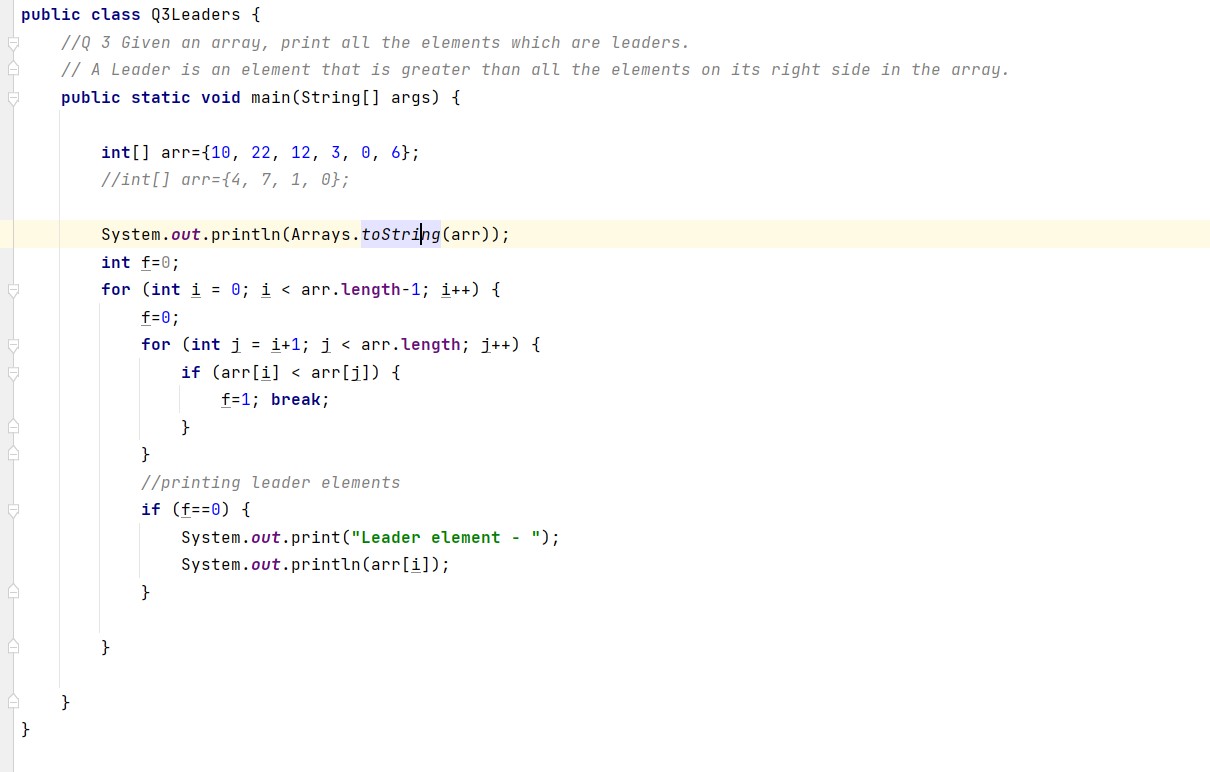 public class Q3Leaders {
    //Q 3 Given an array, print all the elements which are leaders.
    // A Leader is an element that is greater than all the elements on its right side in the array.
    public static void main(String[] args) {
        int[] arr={10, 22, 12, 3, 0, 6};
        //int[] arr={4, 7, 1, 0};
        System.out.println(Arrays.toString(arr));
        int f=0;
        for (int i = 0; i < arr.length-1; i++) {
            f=0;
            for (int j = i+1; j < arr.length; j++) {
                if (arr[i] < arr[j]) {
                    f=1; break;
                }
            }
            //printing leader elements
            if (f==0) {
                System.out.print("Leader element - ");
                System.out.println(arr[i]);
            }
        }
    }
}